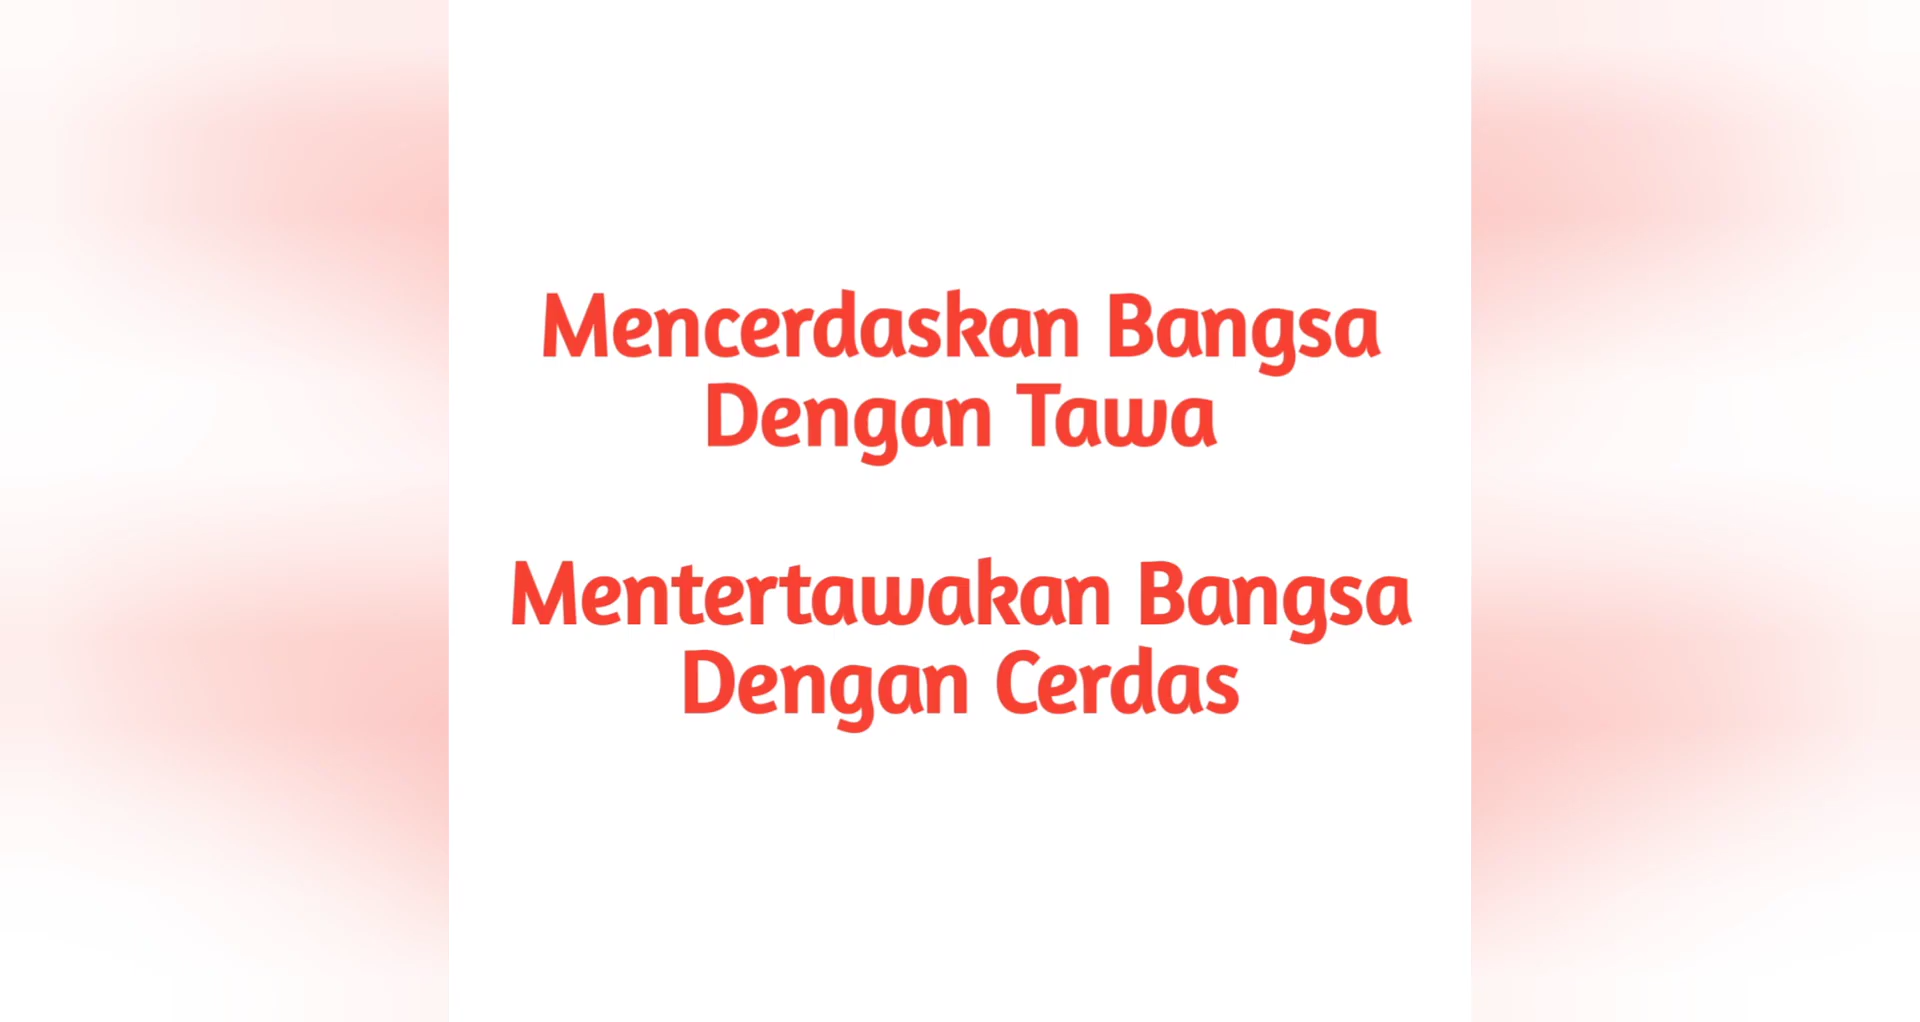 Mencerdaskan Bangsa
Dengan Tawa
Mentertawakan Bangsa
Dengan Cerdas